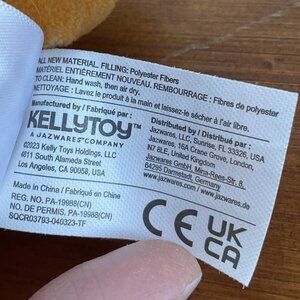 ALL NEW MATERIAL FILLING: Polyester Fibers
MATÉRIEL ENTIÈREMENT NOUVEAU. REMBOURRAGE : Fibres de polyester
TO CLEAN: Hand wash, then air dry.
NETTOYAGE : Lavez le produit à la main et laissez-le sécher à l'air libre.
Manufactured by / Fabriqué par :
KELLYTOY
A JAZWARES COMPANY
©2023 Kelly Toys Holdings, LLC
4811 South Alameda Street
Los Angeles, CA 90058, USA
Distributed by / Distribué par :
Jazwares, LLC, Sunrise, FL 33326, USA
Jazwares, 16A Crane Grove, London
N7 8LE, United Kingdom
Jazwares GmbH, Mina-Rees-Str. 8,
64295 Darmstadt, Germany
www.jazwares.com
Made in China / Fabriqué en Chine
REG. NO. PA-19988(CN)
NO. DE PERMIS. PA-19988(CN)
SQCR03793-040323-TF
CE
UK
CA